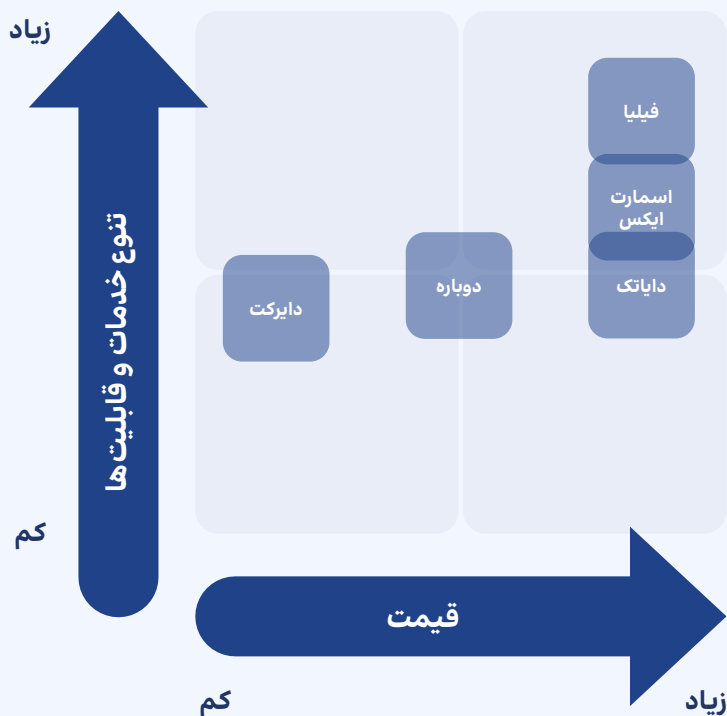 زیاد
فیلیا
اسمارت
ایکس
دایاتک
دوباره
دایرکت
تنوع خدمات و قابلیت‌ها
کم
قیمت
کم
زیاد